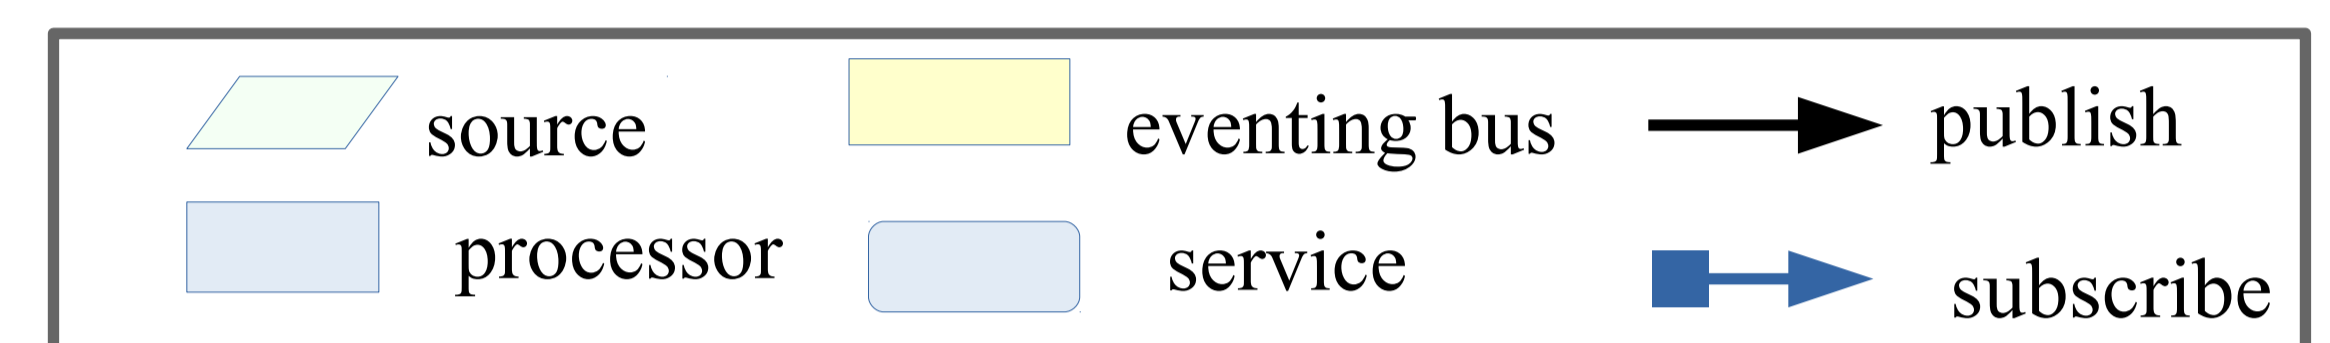 source
eventing bus
publish
processor
service
subscribe